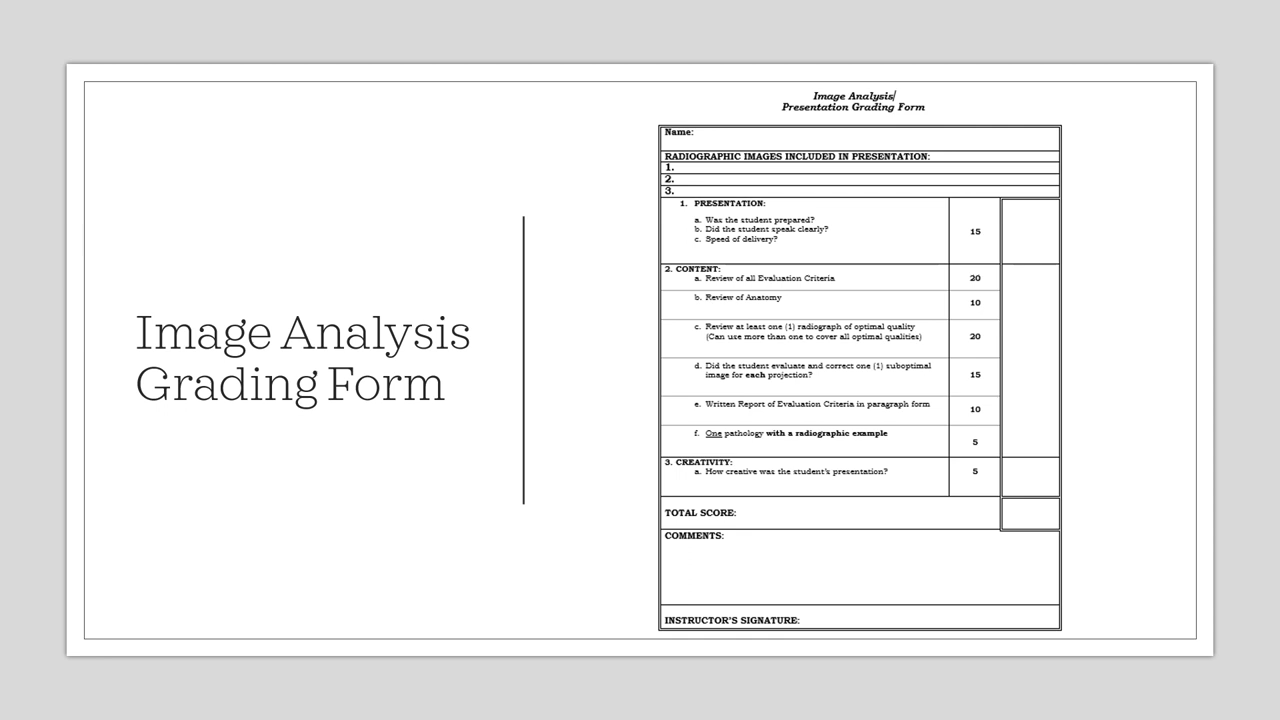 Image Analysis
Grading Form
Image Analysis/
Presentation Grading Form
Name:
RADIOGRAPHIC IMAGES INCLUDED IN PRESENTATION:
1.
2.
3.
1. PRESENTATION:
a. Was the student prepared?
b. Did the student speak clearly?
c. Speed of delivery?
15
2. CONTENT:
a. Review of all Evaluation Criteria
20
b. Review of Anatomy
10
c. Review at least one (1) radiograph of optimal quality
(Can use more than one to cover all optimal qualities)
20
d. Did the student evaluate and correct one (1) suboptimal
image for each projection?
15
e. Written Report of Evaluation Criteria in paragraph form
10
f. One pathology with a radiographic example
5
3. CREATIVITY:
a. How creative was the student's presentation?
5
TOTAL SCORE:
COMMENTS:
INSTRUCTOR'S SIGNATURE: